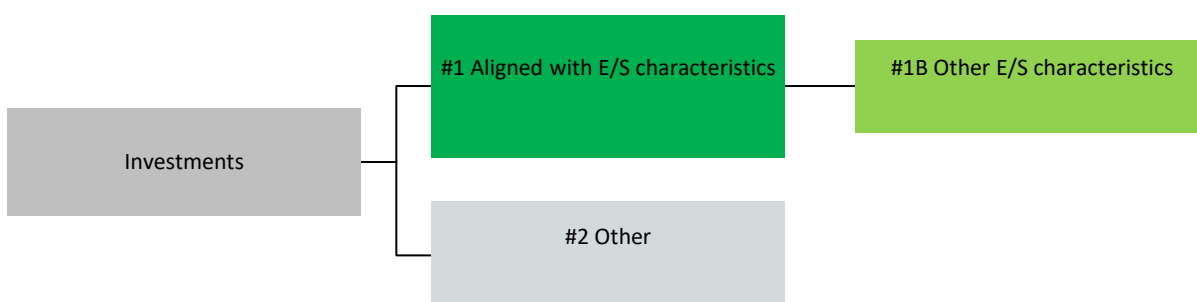 #1 Aligned with E/S characteristics
#1B Other E/S characteristics
Investments
#2 Other